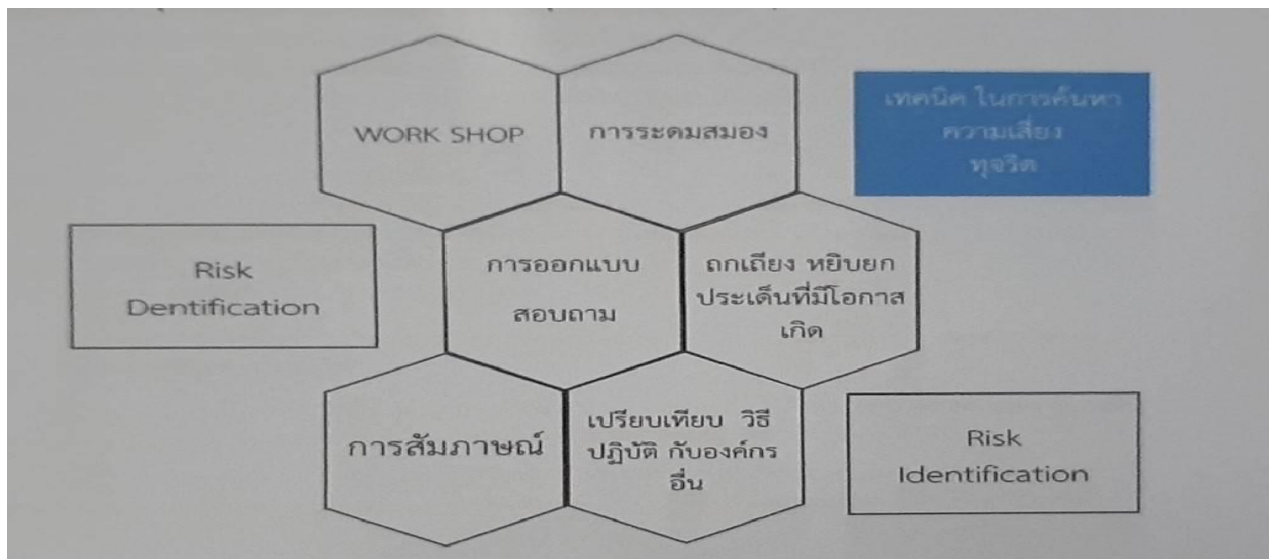 WORK SHOP
การระดมสมอง
เทคนิค ในการค้นหา
ความเสี่ยง
ทุจริต
Risk
Dentification
การออกแบบ
สอบถาม
ถกเถียง หยิบยก
ประเด็นที่มีโอกาส
เกิด
การสัมภาษณ์
เปรียบเทียบ วิธี
ปฏิบัติ กับองค์กร
อื่น
Risk
Identification